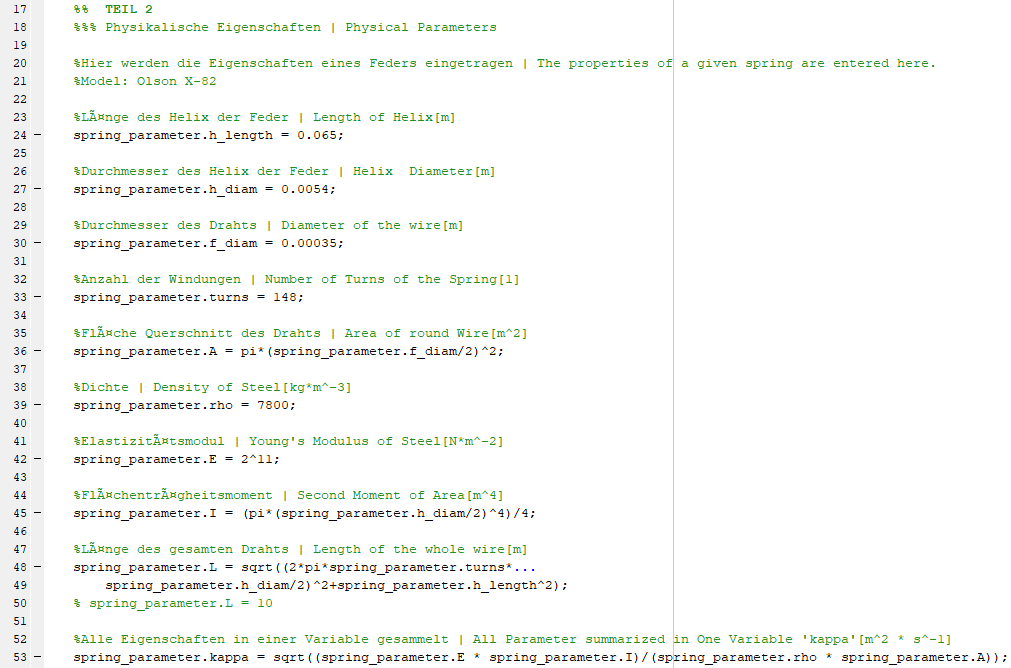 17 %%  TEIL 2
18 %%% Physikalische Eigenschaften | Physical Parameters
19
20 %Hier werden die Eigenschaften eines Feders eingetragen | The properties of a given spring are entered here.
21 %Model: Olson X-82
22
23 %LÃ¤nge des Helix der Feder | Length of Helix[m]
24 – spring_parameter.h_length = 0.065;
25
26 %Durchmesser des Helix der Feder | Helix  Diameter[m]
27 – spring_parameter.h_diam = 0.0054;
28
29 %Durchmesser des Drahts | Diameter of the wire[m]
30 – spring_parameter.f_diam = 0.00035;
31
32 %Anzahl der Windungen | Number of Turns of the Spring[1]
33 – spring_parameter.turns = 148;
34
35 %FlÃ¤che Querschnitt des Drahts | Area of round Wire[m^2]
36 – spring_parameter.A = pi*(spring_parameter.f_diam/2)^2;
37
38 %Dichte | Density of Steel[kg*m^-3]
39 – spring_parameter.rho = 7800;
40
41 %ElastizitÃ¤tsmodul | Young's Modulus of Steel[N*m^-2]
42 – spring_parameter.E = 2^11;
43
44 %FlÃ¤chentrÃ¤gheitsmoment | Second Moment of Area[m^4]
45 – spring_parameter.I = (pi*(spring_parameter.h_diam/2)^4)/4;
46
47 %LÃ¤nge des gesamten Drahts | Length of the whole wire[m]
48 – spring_parameter.L = sqrt((2*pi*spring_parameter.turns*...
49 spring_parameter.h_diam/2)^2+spring_parameter.h_length^2);
50 % spring_parameter.L = 10
51
52 %Alle Eigenschaften in einer Variable gesammelt | All Parameter summarized in One Variable 'kappa'[m^2 * s^-1]
53 – spring_parameter.kappa = sqrt((spring_parameter.E * spring_parameter.I)/(spring_parameter.rho * spring_parameter.A));